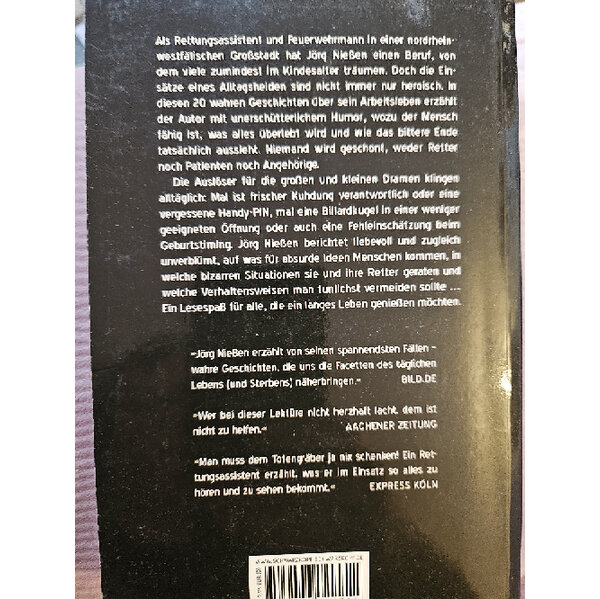 Als Rettungsassistent und Feuerwehrmann in einer nordrhein-
westfälischen Großstadt hat Jörg Nießen einen Beruf, von
dem viele zumindest im Kindesalter träumen. Doch die Ein-
sätze eines Alltagshelden sind nicht immer nur heroisch. In
diesen 20 wahren Geschichten über sein Arbeitsleben erzählt
der Autor mit unerschütterlichem Humor, wozu der Mensch
fähig ist, was alles überlebt wird und wie das bittere Ende
tatsächlich aussieht. Niemand wird geschont, weder Retter
noch Patienten noch Angehörige.
Die Auslöser für die großen und kleinen Dramen klingen
alltäglich: Mal ist frischer Kuhdung verantwortlich oder eine
vergessene Handy-PIN, mal eine Billardkugel in einer weniger
geeigneten Öffnung oder auch eine Fehleinschätzung beim
Geburtstiming. Jörg Nießen berichtet liebevoll und zugleich
unverblümt, auf was für absurde Ideen Menschen kommen, in
welche bizarren Situationen sie und ihre Retter geraten und
welche Verhaltensweisen man tunlichst vermeiden sollte ...
Ein Lesespaß für alle, die ein langes Leben genießen möchten.
»Jörg Nießen erzählt von seinen spannendsten Fällen –
wahre Geschichten, die uns die Facetten des täglichen
Lebens (und Sterbens) näherbringen.« BILD.DE
»Wer bei dieser Lektüre nicht herzhaft lacht, dem ist
nicht zu helfen.« AACHENER ZEITUNG
»Man muss dem Totengräber ja nix schenken! Ein Ret-
tungsassistent erzählt, was er im Einsatz so alles zu
hören und zu sehen bekommt.« EXPRESS KÖLN